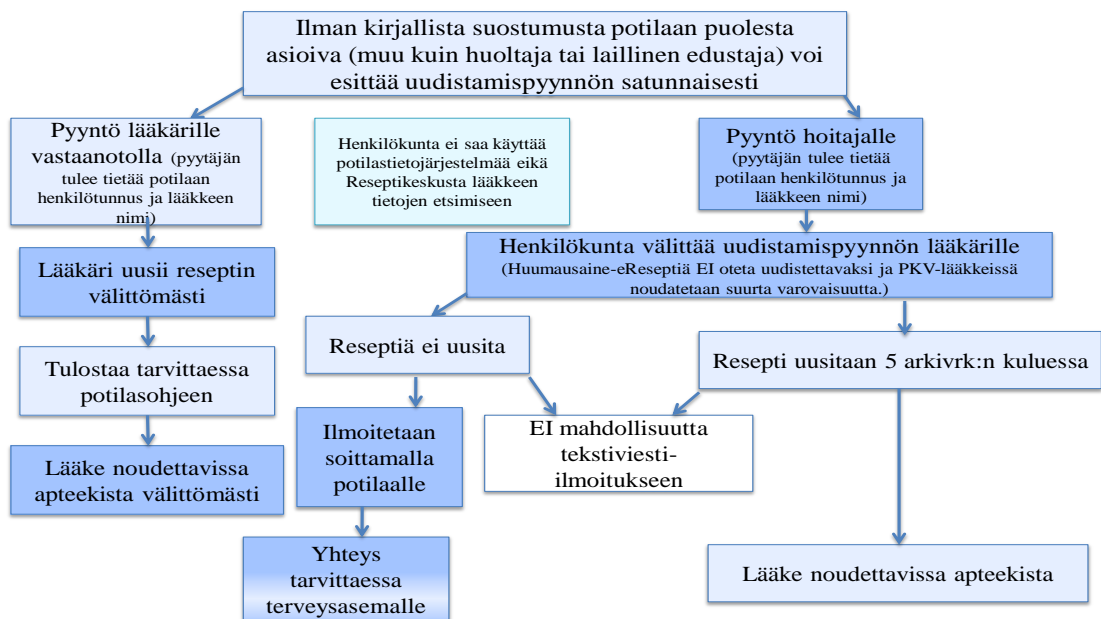 Ilman kirjallista suostumusta potilaan puolesta
asioiva (muu kuin huoltaja tai laillinen edustaja) voi
esittää uudistamispyynnön satunnaisesti
Pyyntö lääkärille
vastaanotolla (pyytäjän
tulee tietää potilaan
henkilötunnus ja lääkkeen
nimi)
Henkilökunta ei saa käyttää
potilastietojärjestelmää eikä
Reseptikeskusta lääkkeen
tietojen etsimiseen
Pyyntö hoitajalle
(pyytäjän tulee tietää
potilaan henkilötunnus ja
lääkkeen nimi)
Henkilökunta välittää uudistamispyynnön lääkärille
(Huumausaine-eReseptiä EI oteta uudistettavaksi ja PKV-lääkkeissä
noudatetaan suurta varovaisuutta.)
Lääkäri uusii reseptin
välittömästi
Reseptiä ei uusita
Resepti uusitaan 5 arkivrk:n kuluessa
Tulostaa tarvittaessa
potilasohjeen
Ilmoitetaan
soittamalla
potilaalle
EI mahdollisuutta
tekstiviesti-
ilmoitukseen
Lääke noudettavissa
apteekista välittömästi
Yhteys
tarvittaessa
terveysasemalle
Lääke noudettavissa apteekista